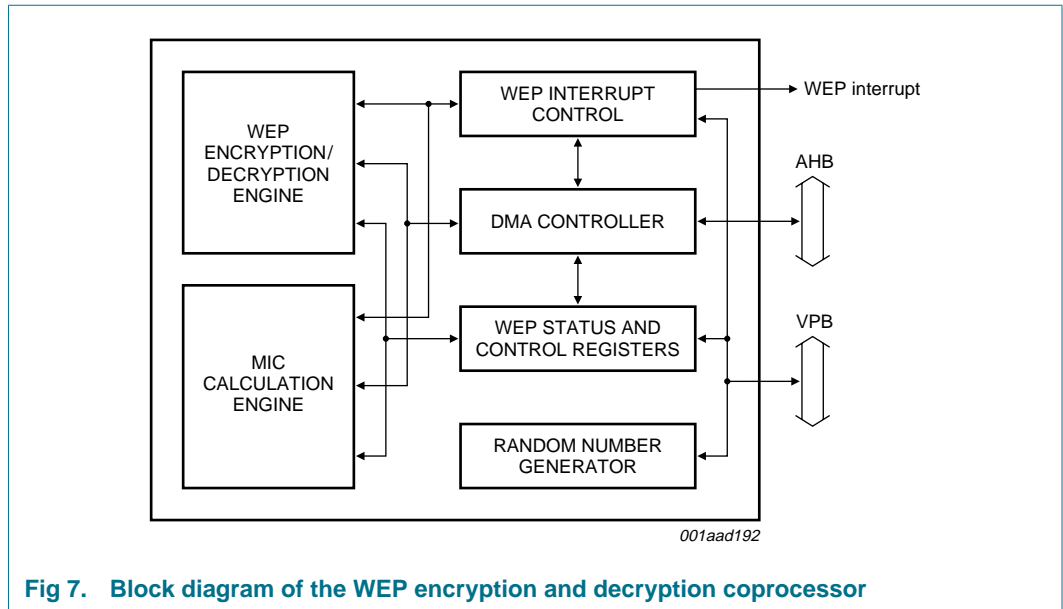 WEP
ENCRYPTION/
DECRYPTION
ENGINE
WEP INTERRUPT
CONTROL
WEP interrupt
AHB
DMA CONTROLLER
MIC
CALCULATION
ENGINE
WEP STATUS AND
CONTROL REGISTERS
VPB
RANDOM NUMBER
GENERATOR
001aad192
Fig 7. Block diagram of the WEP encryption and decryption coprocessor